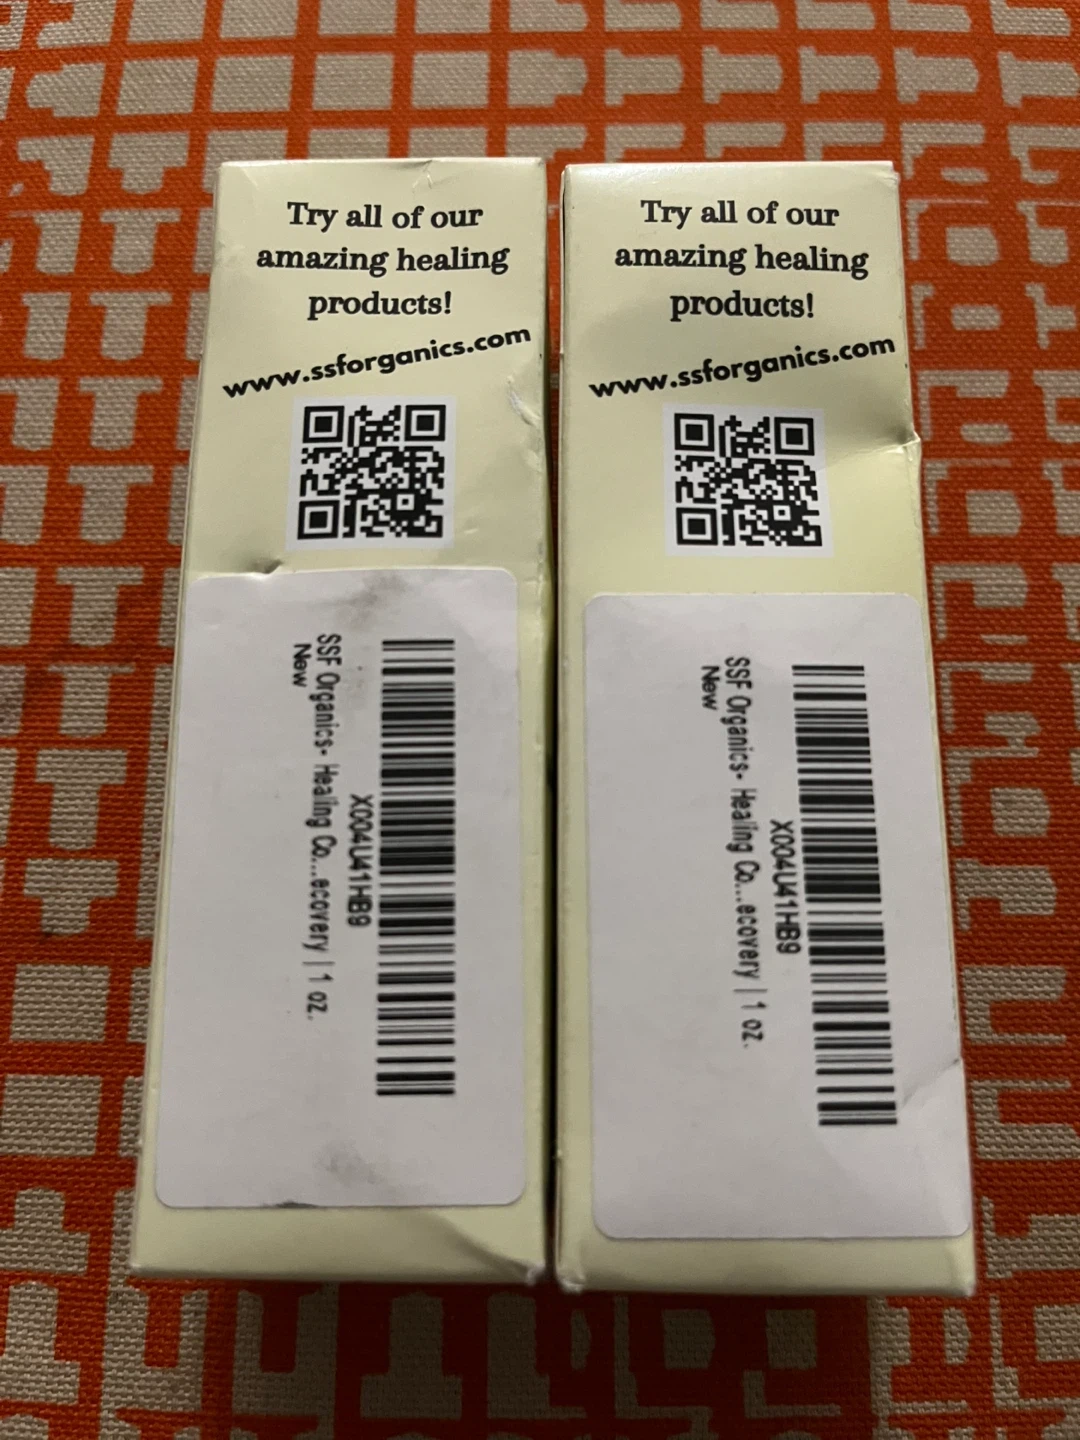 Try all of our
amazing healing
products!
www.ssforganics.com
X004U41HB9
SSF Organics- Healing Co...ecovery | 1 oz.
New
Try all of our
amazing healing
products!
www.ssforganics.com
X004U41HB9
SSF Organics- Healing Co...ecovery | 1 oz.
New